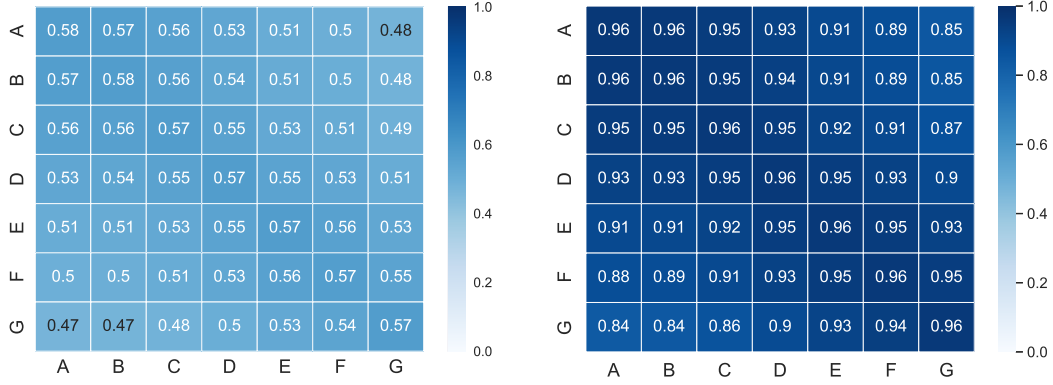 A 0.58 0.57 0.56 0.53 0.51 0.5 0.48
B 0.57 0.58 0.56 0.54 0.51 0.5 0.48
C 0.56 0.56 0.57 0.55 0.53 0.51 0.49
D 0.53 0.54 0.55 0.57 0.55 0.53 0.51
E 0.51 0.51 0.53 0.55 0.57 0.56 0.53
F 0.5 0.5 0.51 0.53 0.56 0.57 0.55
G 0.47 0.47 0.48 0.5 0.53 0.54 0.57
A B C D E F G
1.0
0.8
0.6
0.4
0.2
0.0
A 0.96 0.96 0.95 0.93 0.91 0.89 0.85
B 0.96 0.96 0.95 0.94 0.91 0.89 0.85
C 0.95 0.95 0.96 0.95 0.92 0.91 0.87
D 0.93 0.93 0.95 0.96 0.95 0.93 0.9
E 0.91 0.91 0.92 0.95 0.96 0.95 0.93
F 0.88 0.89 0.91 0.93 0.95 0.96 0.95
G 0.84 0.84 0.86 0.9 0.93 0.94 0.96
A B C D E F G
1.0
0.8
0.6
0.4
0.2
0.0